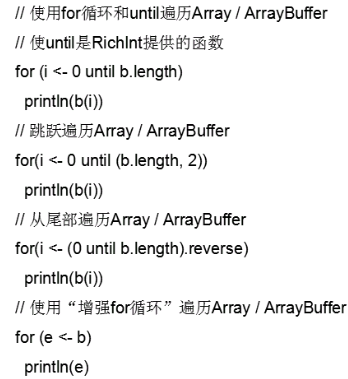 // 使用for循环和until遍历Array / ArrayBuffer
// 使until是RichInt提供的函数
for (i <- 0 until b.length)
  println(b(i))
// 跳跃遍历Array / ArrayBuffer
for(i <- 0 until (b.length, 2))
  println(b(i))
// 从尾部遍历Array / ArrayBuffer
for(i <- (0 until b.length).reverse)
  println(b(i))
// 使用“增强for循环”遍历Array / ArrayBuffer
for (e <- b)
  println(e)